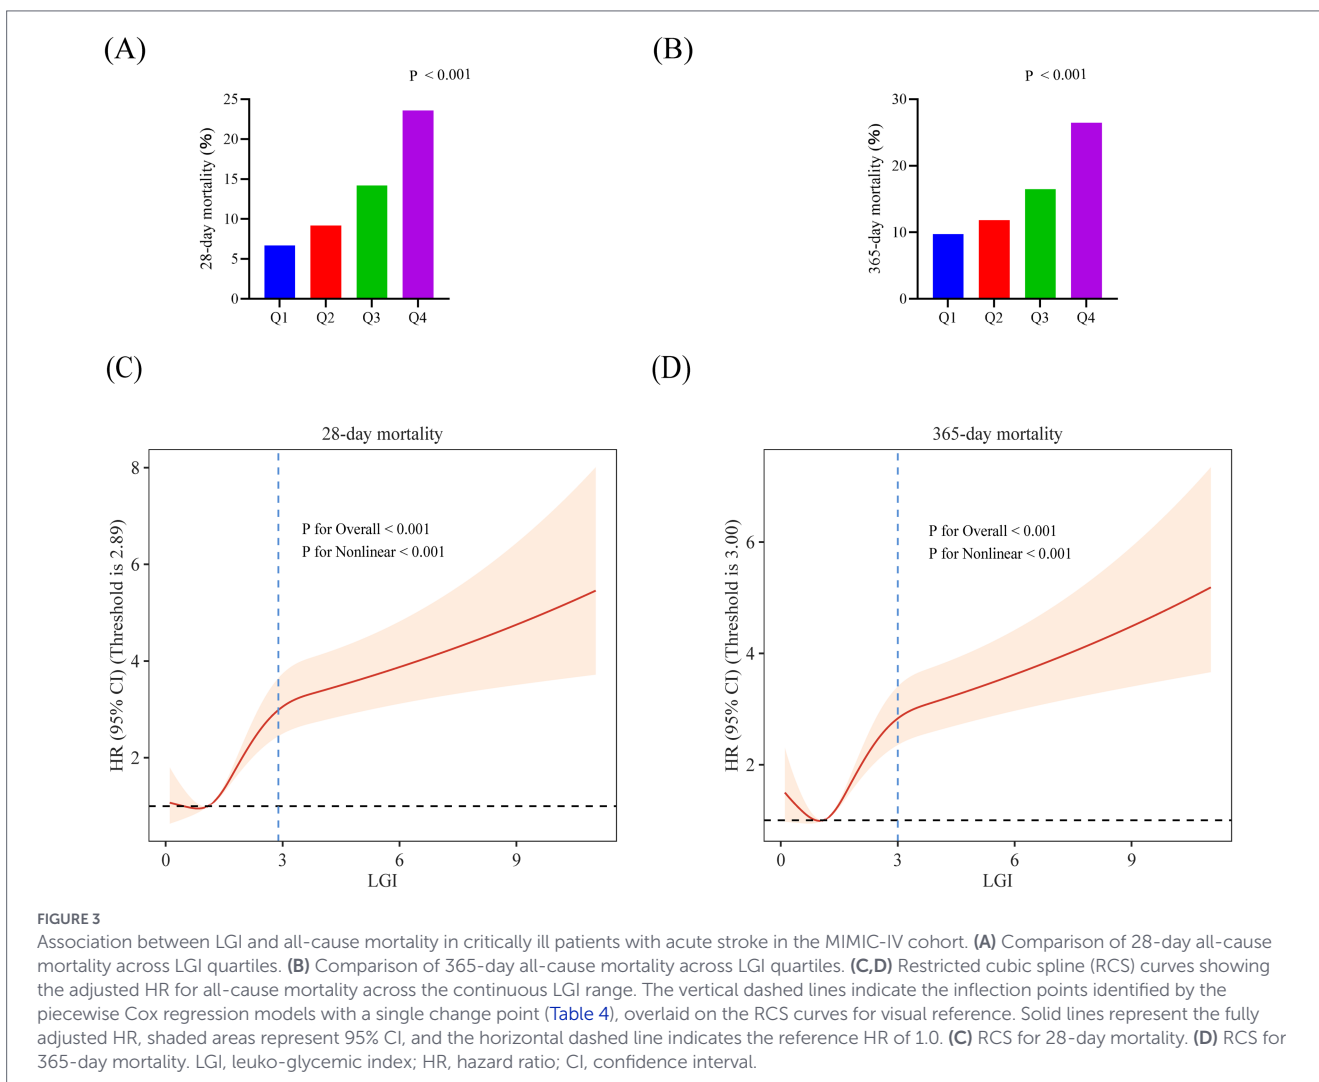 (A)
P < 0.001
28-day mortality (%)
25
20
15
10
5
0
Q1 Q2 Q3 Q4
(B)
P < 0.001
365-day mortality (%)
30
20
10
0
Q1 Q2 Q3 Q4
(C)
28-day mortality
HR (95% CI) (Threshold is 2.89)
8
6
4
2
P for Overall < 0.001
P for Nonlinear < 0.001
0 3 6 9
LGI
(D)
365-day mortality
HR (95% CI) (Threshold is 3.00)
6
4
2
P for Overall < 0.001
P for Nonlinear < 0.001
0 3 6 9
LGI
FIGURE 3
Association between LGI and all-cause mortality in critically ill patients with acute stroke in the MIMIC-IV cohort. (A) Comparison of 28-day all-cause
mortality across LGI quartiles. (B) Comparison of 365-day all-cause mortality across LGI quartiles. (C,D) Restricted cubic spline (RCS) curves showing
the adjusted HR for all-cause mortality across the continuous LGI range. The vertical dashed lines indicate the inflection points identified by the
piecewise Cox regression models with a single change point (Table 4), overlaid on the RCS curves for visual reference. Solid lines represent the fully
adjusted HR, shaded areas represent 95% CI, and the horizontal dashed line indicates the reference HR of 1.0. (C) RCS for 28-day mortality. (D) RCS for
365-day mortality. LGI, leuko-glycemic index; HR, hazard ratio; CI, confidence interval.